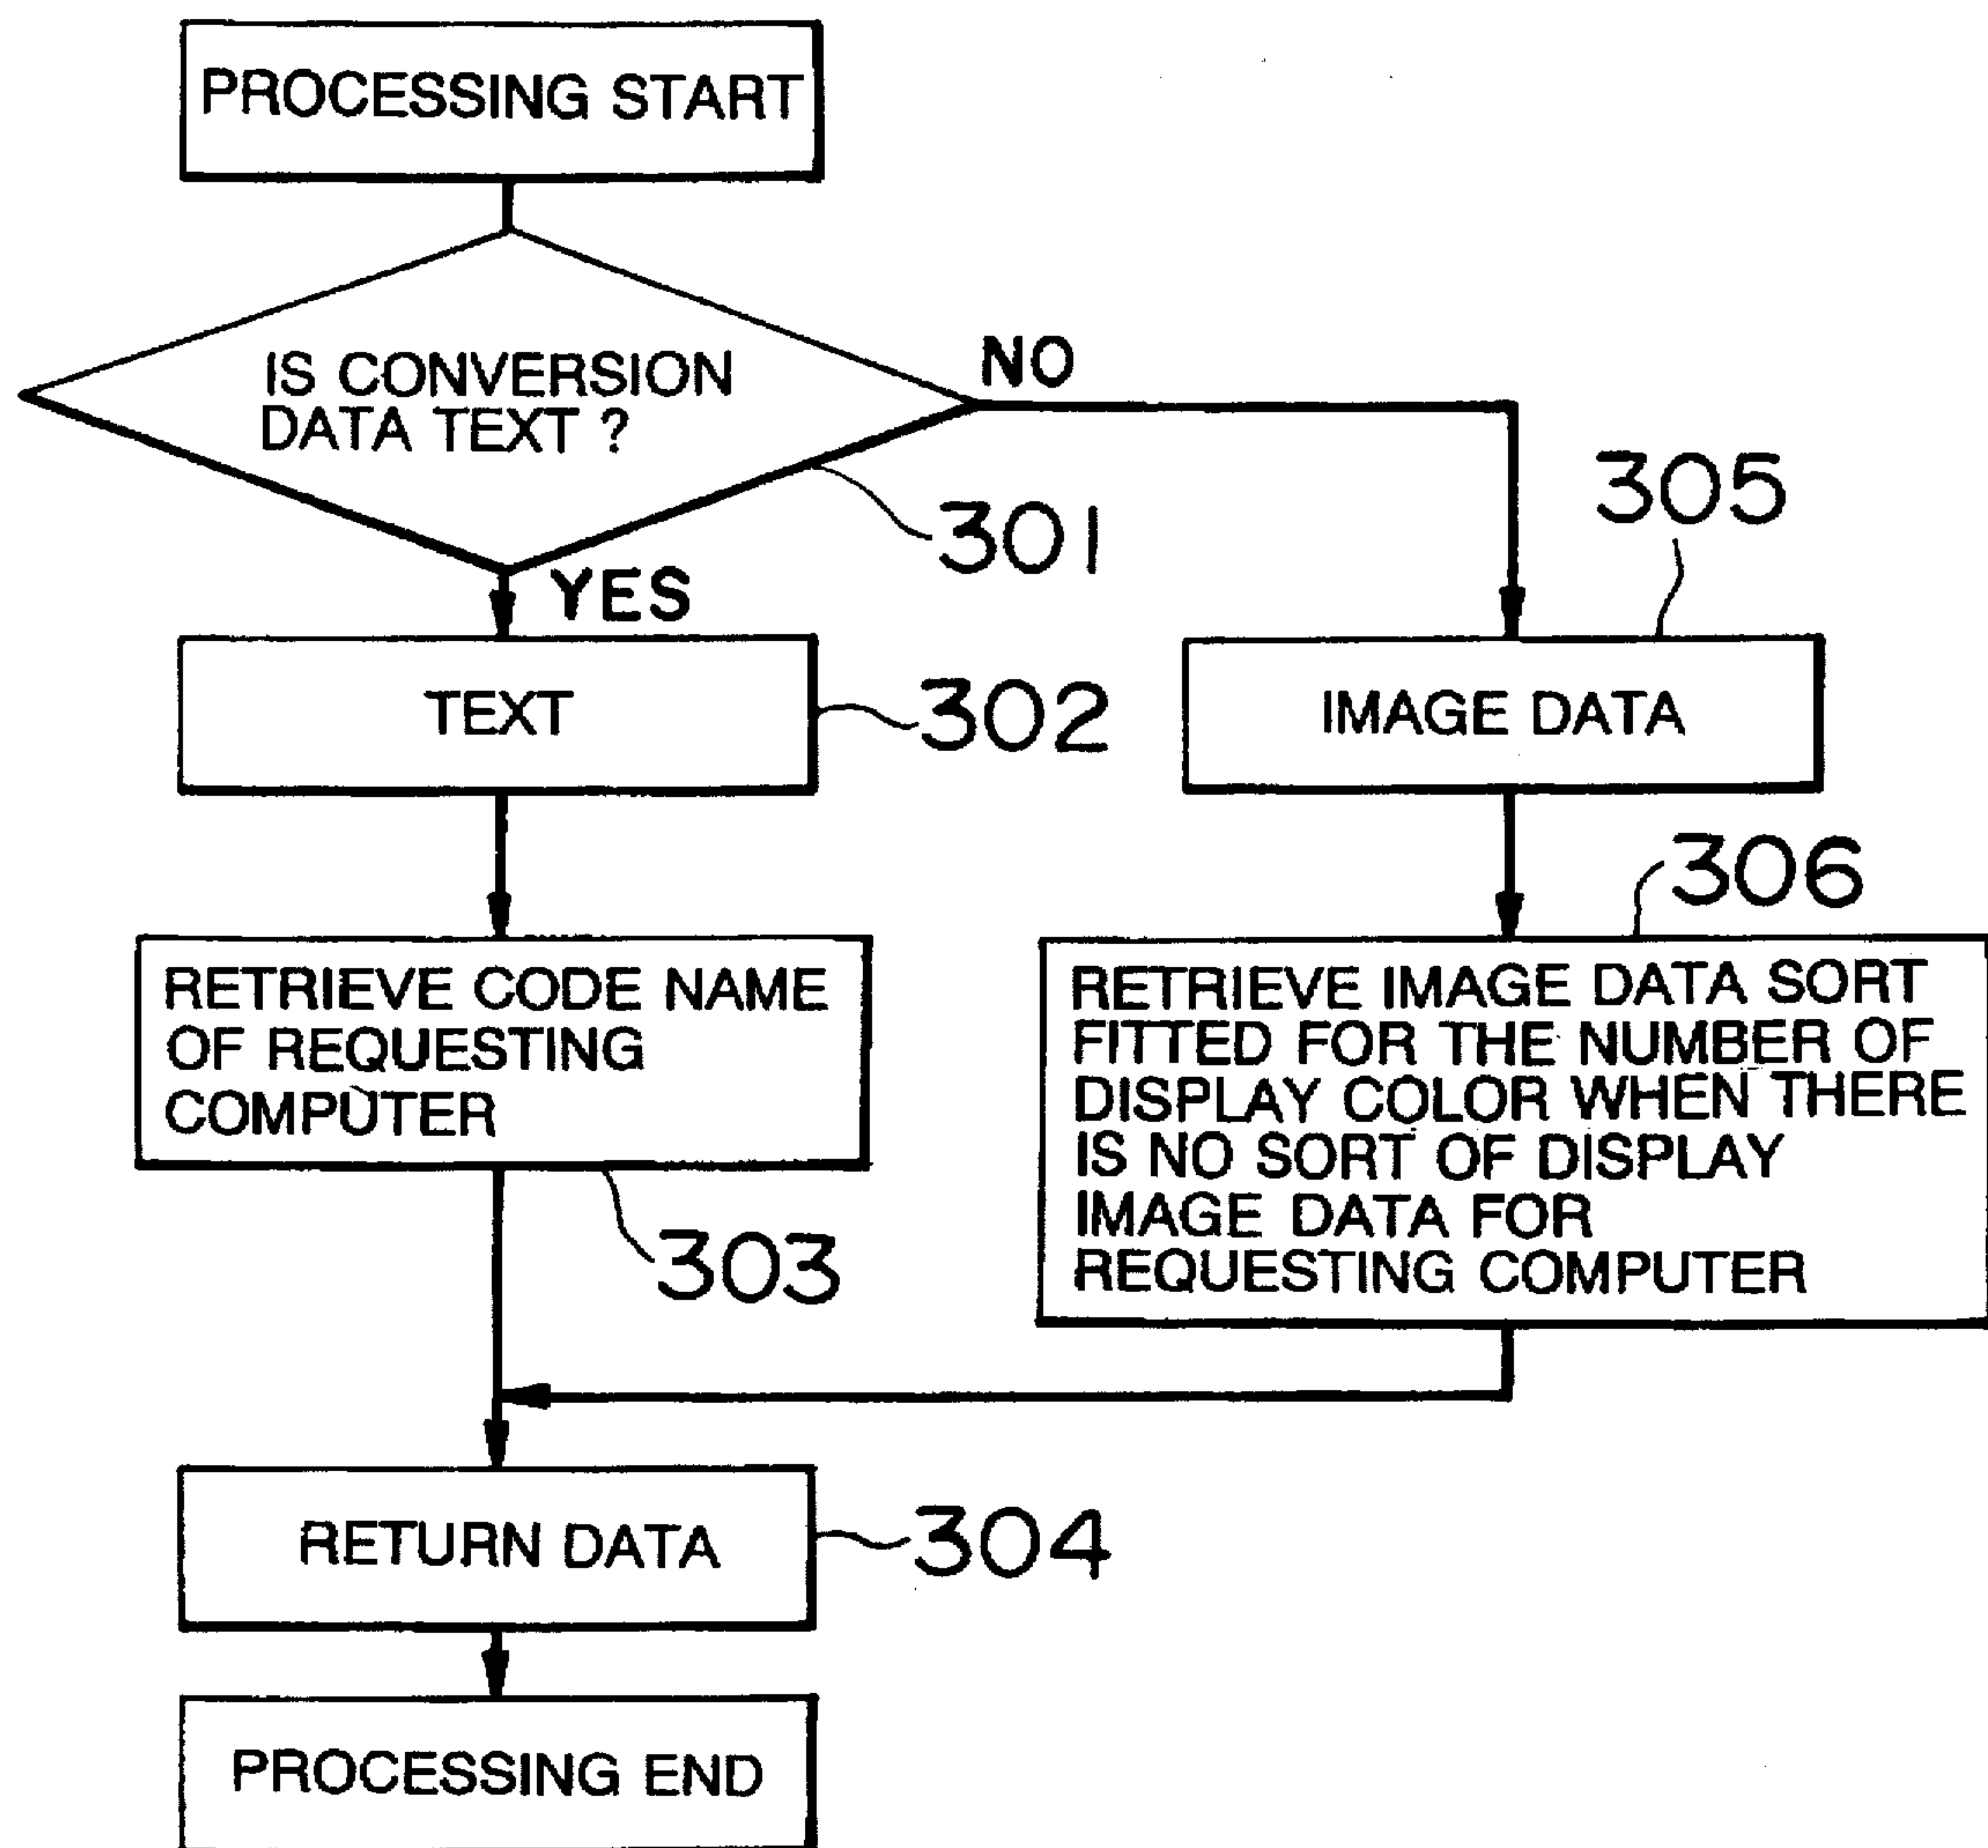 PROCESSING START
IS CONVERSION
DATA TEXT ?
NO
301
YES
305
TEXT
302
IMAGE DATA
306
RETRIEVE CODE NAME
OF REQUESTING
COMPUTER
303
RETRIEVE IMAGE DATA SORT
FITTED FOR THE NUMBER OF
DISPLAY COLOR WHEN THERE
IS NO SORT OF DISPLAY
IMAGE DATA FOR
REQUESTING COMPUTER
RETURN DATA
304
PROCESSING END